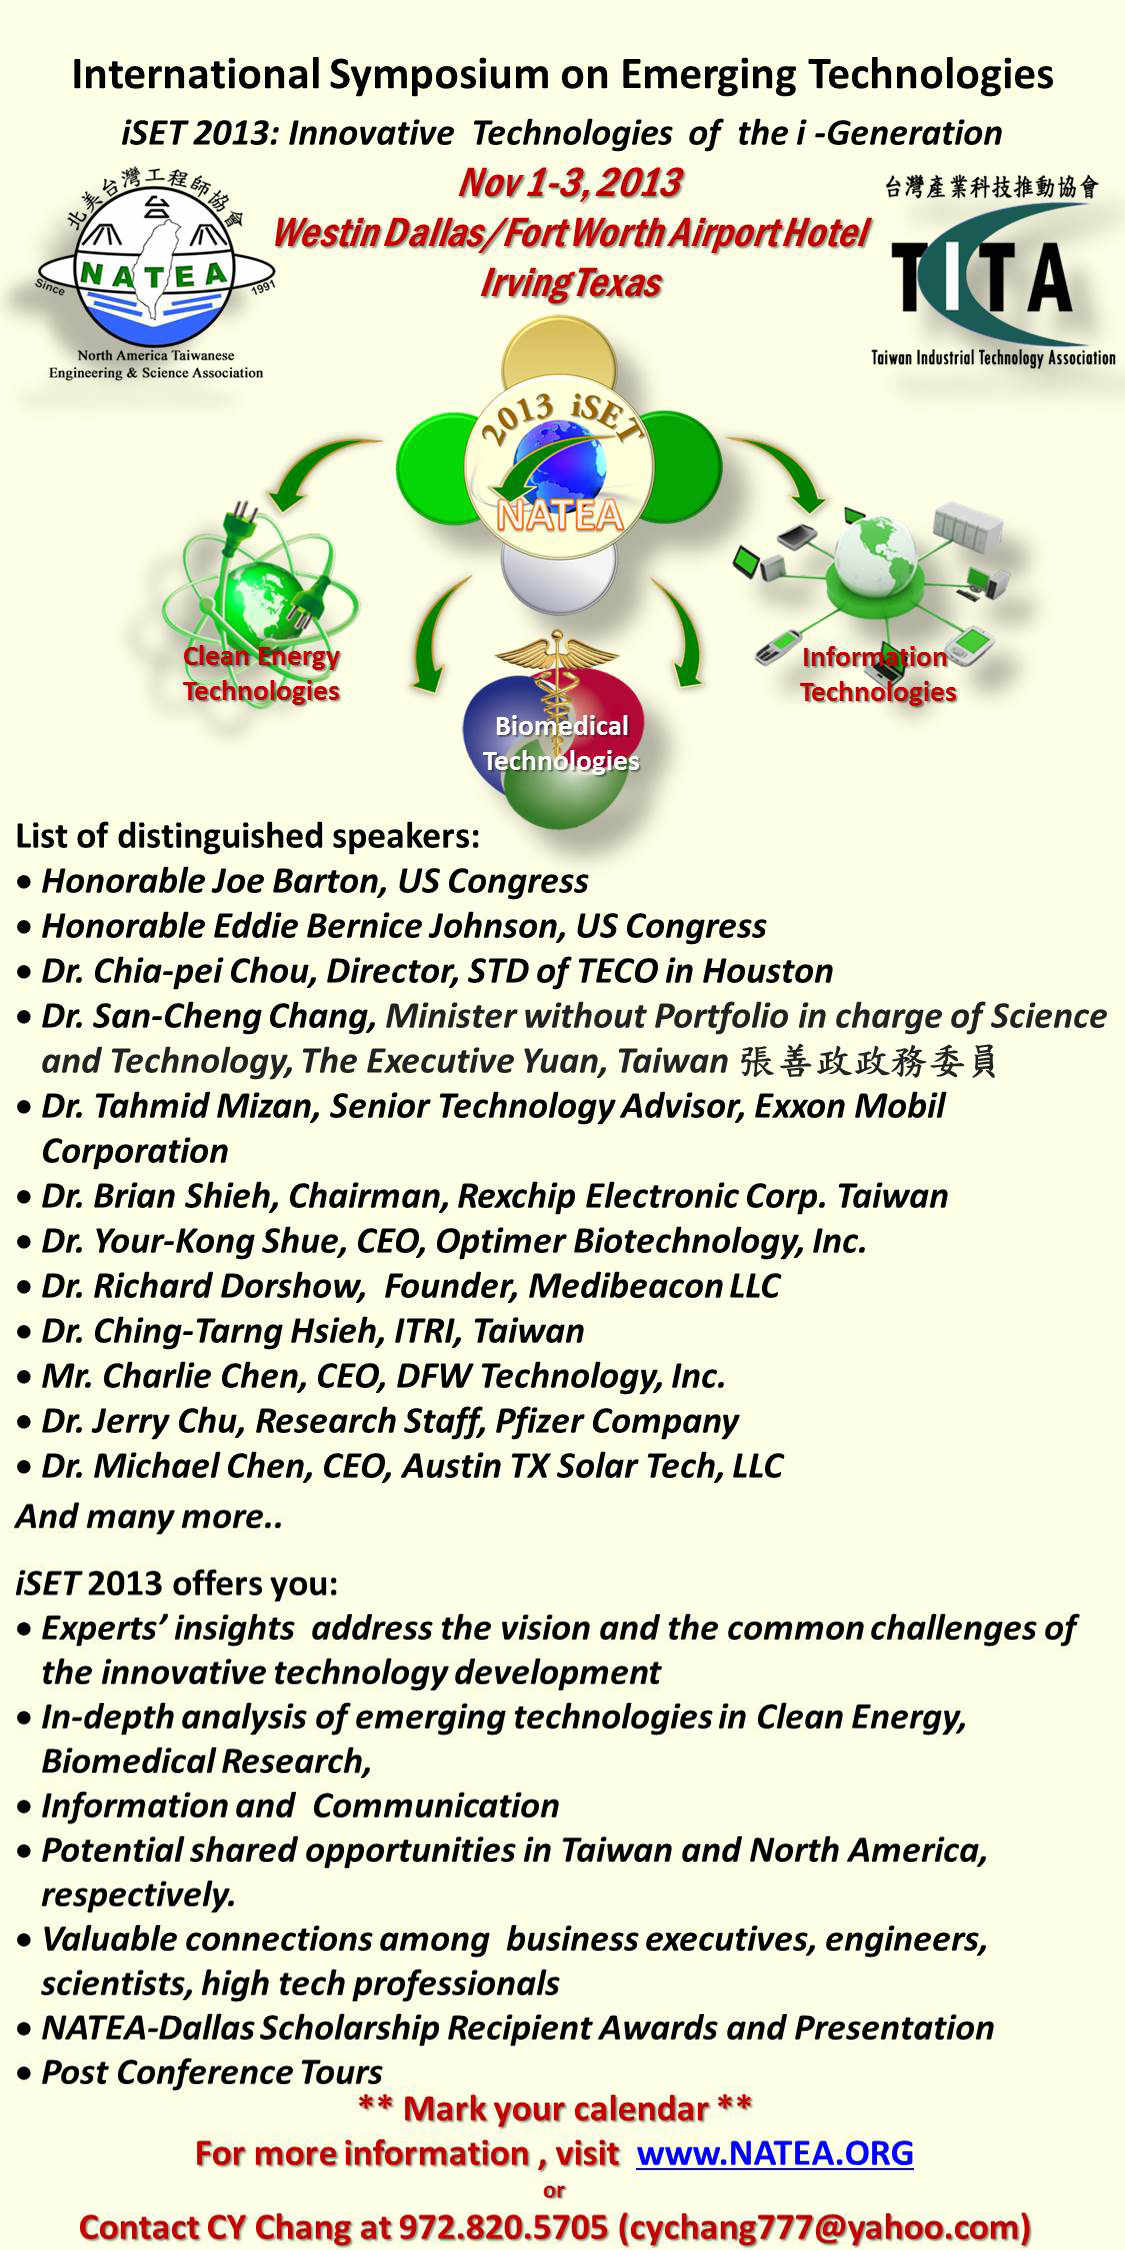 International Symposium on Emerging Technologies
iSET 2013: Innovative Technologies of the i -Generation
Nov 1-3, 2013
Westin Dallas/Fort Worth Airport Hotel
Irving Texas
北美台灣工程師協會
台
NATEA
Since 1991
North America Taiwanese
Engineering & Science Association
台灣產業科技推動協會
TITA
Taiwan Industrial Technology Association
2013 iSET
NATEA
Clean Energy
Technologies
Information
Technologies
Biomedical
Technologies
List of distinguished speakers:
• Honorable Joe Barton, US Congress
• Honorable Eddie Bernice Johnson, US Congress
• Dr. Chia-pei Chou, Director, STD of TECO in Houston
• Dr. San-Cheng Chang, Minister without Portfolio in charge of Science
and Technology, The Executive Yuan, Taiwan 張善政政務委員
• Dr. Tahmid Mizan, Senior Technology Advisor, Exxon Mobil
Corporation
• Dr. Brian Shieh, Chairman, Rexchip Electronic Corp. Taiwan
• Dr. Your-Kong Shue, CEO, Optimer Biotechnology, Inc.
• Dr. Richard Dorshow, Founder, Medibeacon LLC
• Dr. Ching-Tarng Hsieh, ITRI, Taiwan
• Mr. Charlie Chen, CEO, DFW Technology, Inc.
• Dr. Jerry Chu, Research Staff, Pfizer Company
• Dr. Michael Chen, CEO, Austin TX Solar Tech, LLC
And many more..
iSET 2013 offers you:
• Experts’ insights address the vision and the common challenges of
the innovative technology development
• In-depth analysis of emerging technologies in Clean Energy,
Biomedical Research,
• Information and Communication
• Potential shared opportunities in Taiwan and North America,
respectively.
• Valuable connections among business executives, engineers,
scientists, high tech professionals
• NATEA-Dallas Scholarship Recipient Awards and Presentation
• Post Conference Tours
** Mark your calendar **
For more information , visit www.NATEA.ORG
or
Contact CY Chang at 972.820.5705 (cychang777@yahoo.com)